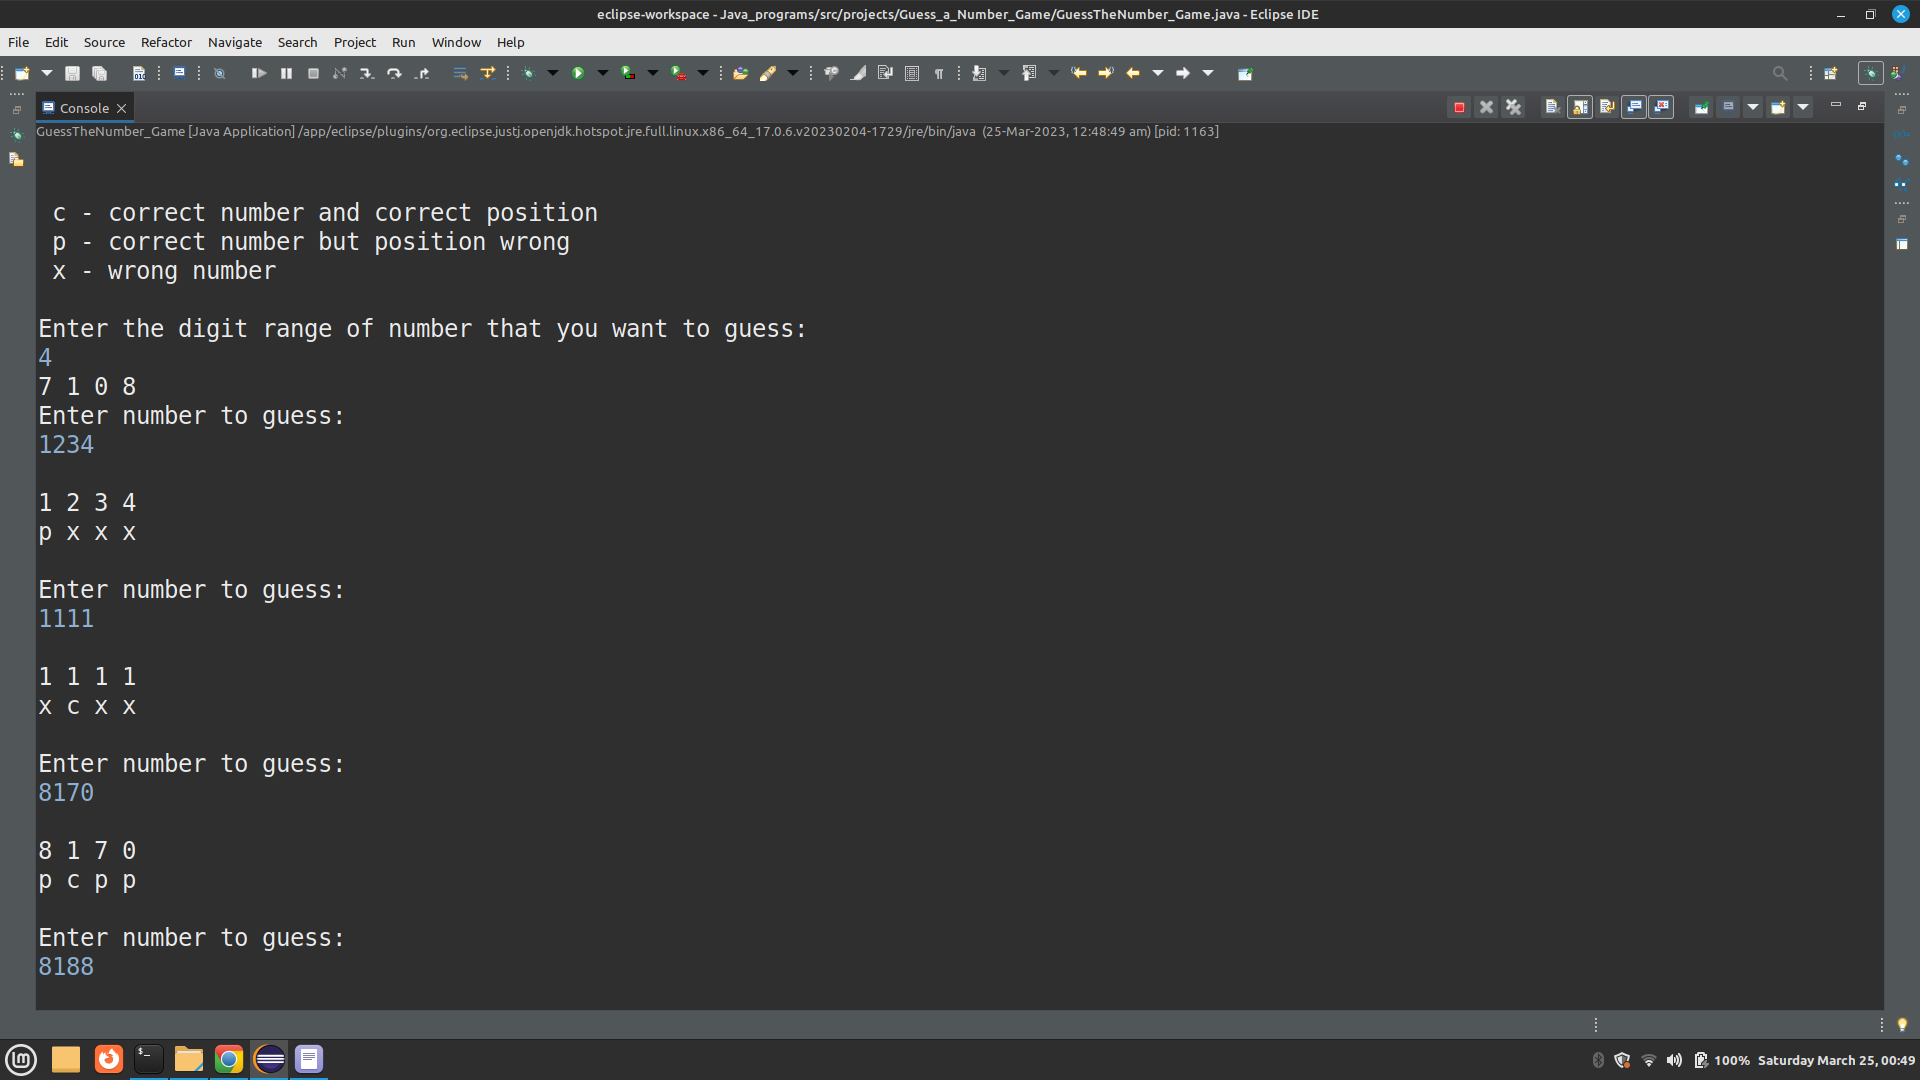 eclipse-workspace - Java_programs/src/projects/Guess_a_Number_Game/GuessTheNumber_Game.java - Eclipse IDE
File Edit Source Refactor Navigate Search Project Run Window Help
Console
GuessTheNumber_Game [Java Application] /app/eclipse/plugins/org.eclipse.justj.openjdk.hotspot.jre.full.linux.x86_64_17.0.6.v20230204-1729/jre/bin/java (25-Mar-2023, 12:48:49 am) [pid: 1163]
c - correct number and correct position
p - correct number but position wrong
x - wrong number
Enter the digit range of number that you want to guess:
4
7 1 0 8
Enter number to guess:
1234
1 2 3 4
p x x x
Enter number to guess:
1111
1 1 1 1
x c x x
Enter number to guess:
8170
8 1 7 0
p c p p
Enter number to guess:
8188
100% Saturday March 25, 00:49